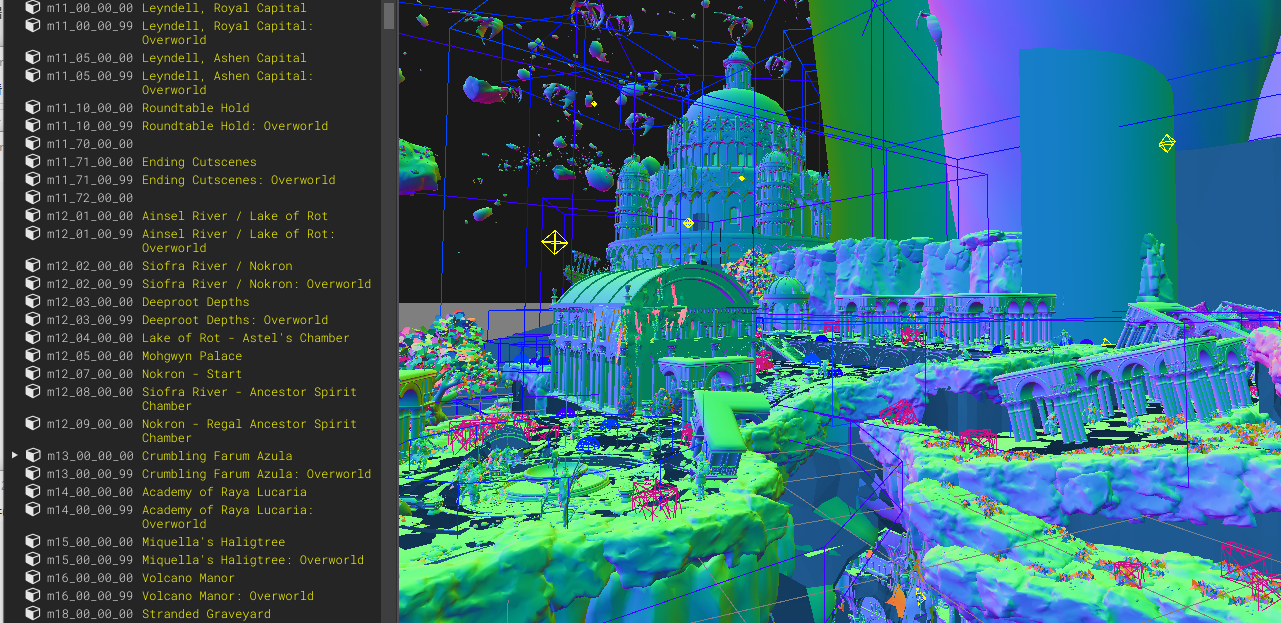 m11_00_00_00 Leyndell, Royal Capital
m11_00_00_99 Leyndell, Royal Capital:
Overworld
m11_05_00_00 Leyndell, Ashen Capital
m11_05_00_99 Leyndell, Ashen Capital:
Overworld
m11_10_00_00 Roundtable Hold
m11_10_00_99 Roundtable Hold: Overworld
m11_70_00_00
m11_71_00_00 Ending Cutscenes
m11_71_00_99 Ending Cutscenes: Overworld
m11_72_00_00
m12_01_00_00 Ainsel River / Lake of Rot
m12_01_00_99 Ainsel River / Lake of Rot:
Overworld
m12_02_00_00 Siofra River / Nokron
m12_02_00_99 Siofra River / Nokron: Overworld
m12_03_00_00 Deeproot Depths
m12_03_00_99 Deeproot Depths: Overworld
m12_04_00_00 Lake of Rot - Astel's Chamber
m12_05_00_00 Mohgwyn Palace
m12_07_00_00 Nokron - Start
m12_08_00_00 Siofra River - Ancestor Spirit
Chamber
m12_09_00_00 Nokron - Regal Ancestor Spirit
Chamber
m13_00_00_00 Crumbling Farum Azula
m13_00_00_99 Crumbling Farum Azula: Overworld
m14_00_00_00 Academy of Raya Lucaria
m14_00_00_99 Academy of Raya Lucaria:
Overworld
m15_00_00_00 Miquella's Haligtree
m15_00_00_99 Miquella's Haligtree: Overworld
m16_00_00_00 Volcano Manor
m16_00_00_99 Volcano Manor: Overworld
m18_00_00_00 Stranded Graveyard